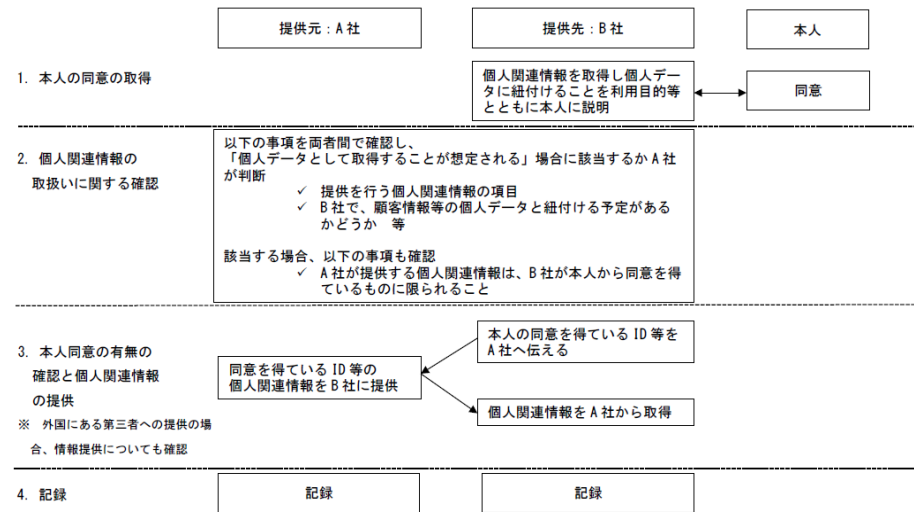 提供元：A社
提供先：B社
本人
1. 本人の同意の取得
個人関連情報を取得し個人デー
タに紐付けることを利用目的等
とともに本人に説明
同意
2. 個人関連情報の
取扱いに関する確認
以下の事項を両者間で確認し、
「個人データとして取得することが想定される」場合に該当するかA社
が判断
✓ 提供を行う個人関連情報の項目
✓ B社で、顧客情報等の個人データと紐付ける予定がある
かどうか 等
該当する場合、以下の事項も確認
✓ A社が提供する個人関連情報は、B社が本人から同意を得
ているものに限られること
3. 本人同意の有無の
確認と個人関連情報
の提供
※ 外国にある第三者への提供の場
合、情報提供についても確認
本人の同意を得ているID等を
A社へ伝える
同意を得ているID等の
個人関連情報をB社に提供
個人関連情報をA社から取得
4. 記録
記録
記録